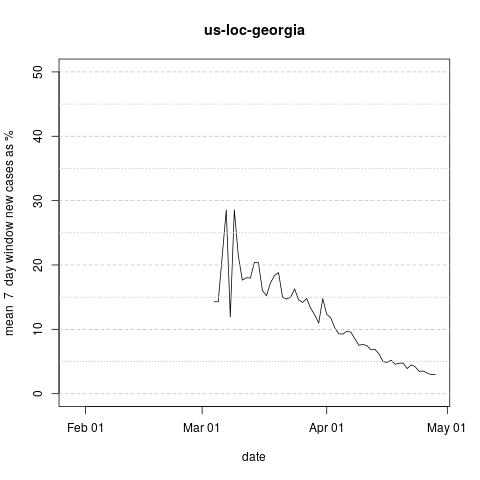 us-loc-georgia
mean 7 day window new cases as %
50
40
30
20
10
0
Feb 01
Mar 01
Apr 01
May 01
date